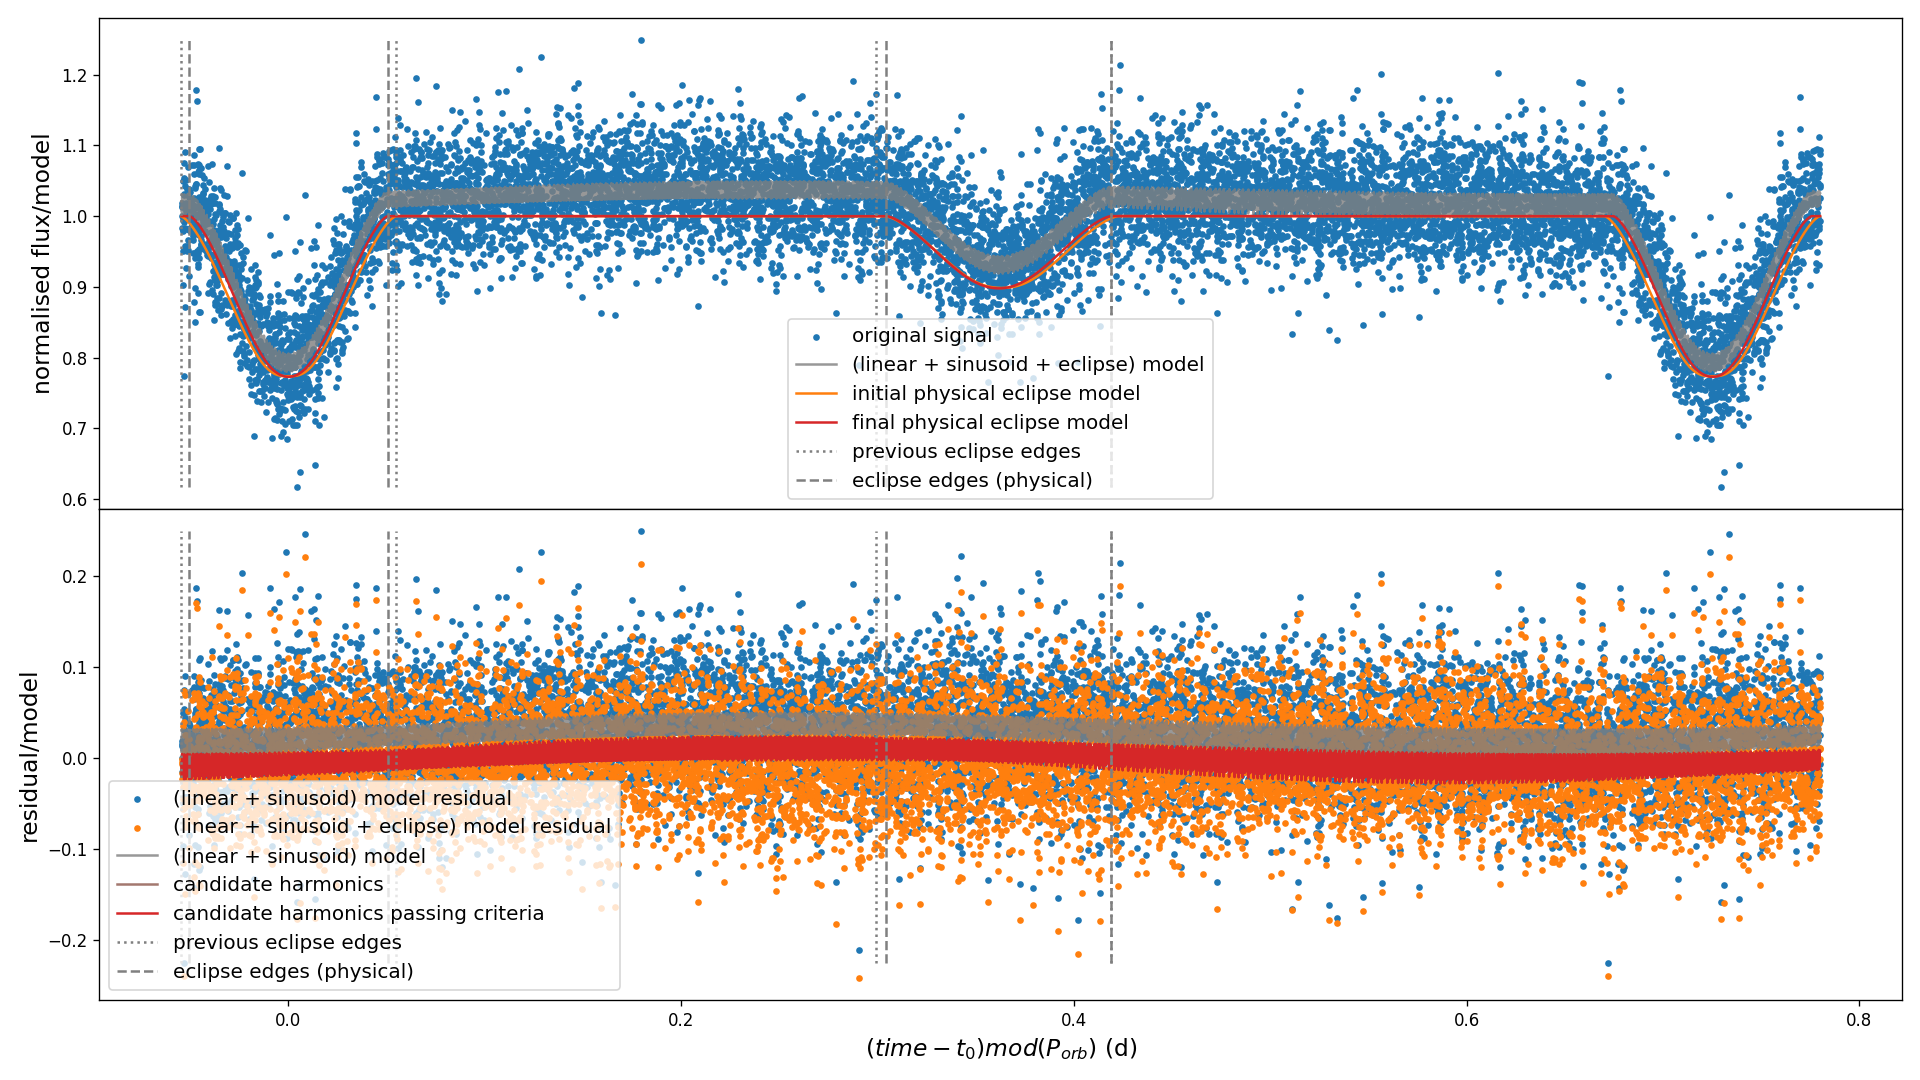 normalised flux/model
1.2
1.1
1.0
0.9
0.8
0.7
0.6
original signal
(linear + sinusoid + eclipse) model
initial physical eclipse model
final physical eclipse model
previous eclipse edges
eclipse edges (physical)
residual/model
0.2
0.1
0.0
−0.1
−0.2
(linear + sinusoid) model residual
(linear + sinusoid + eclipse) model residual
(linear + sinusoid) model
candidate harmonics
candidate harmonics passing criteria
previous eclipse edges
eclipse edges (physical)
0.0 0.2 0.4 0.6 0.8
(time − t₀)mod(P_orb) (d)